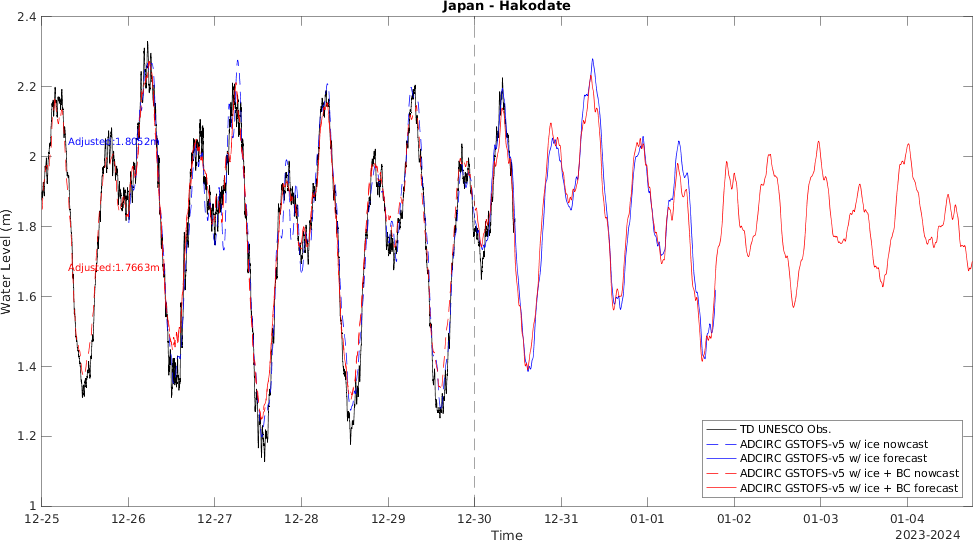 Japan - Hakodate
2.4
2.2
2
1.8
1.6
1.4
1.2
1
Water Level (m)
Adjusted:1.8052m
Adjusted:1.7663m
TD UNESCO Obs.
ADCIRC GSTOFS-v5 w/ ice nowcast
ADCIRC GSTOFS-v5 w/ ice forecast
ADCIRC GSTOFS-v5 w/ ice + BC nowcast
ADCIRC GSTOFS-v5 w/ ice + BC forecast
12-25 12-26 12-27 12-28 12-29 12-30 12-31 01-01 01-02 01-03 01-04
Time
2023-2024